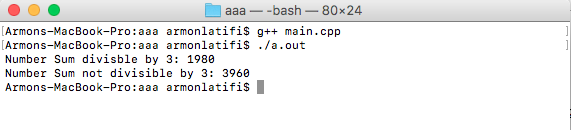 aaa — -bash — 80×24
[Armons-MacBook-Pro:aaa armonlatifi$ g++ main.cpp ]
[Armons-MacBook-Pro:aaa armonlatifi$ ./a.out ]
Number Sum divisble by 3: 1980
Number Sum not divisible by 3: 3960
Armons-MacBook-Pro:aaa armonlatifi$